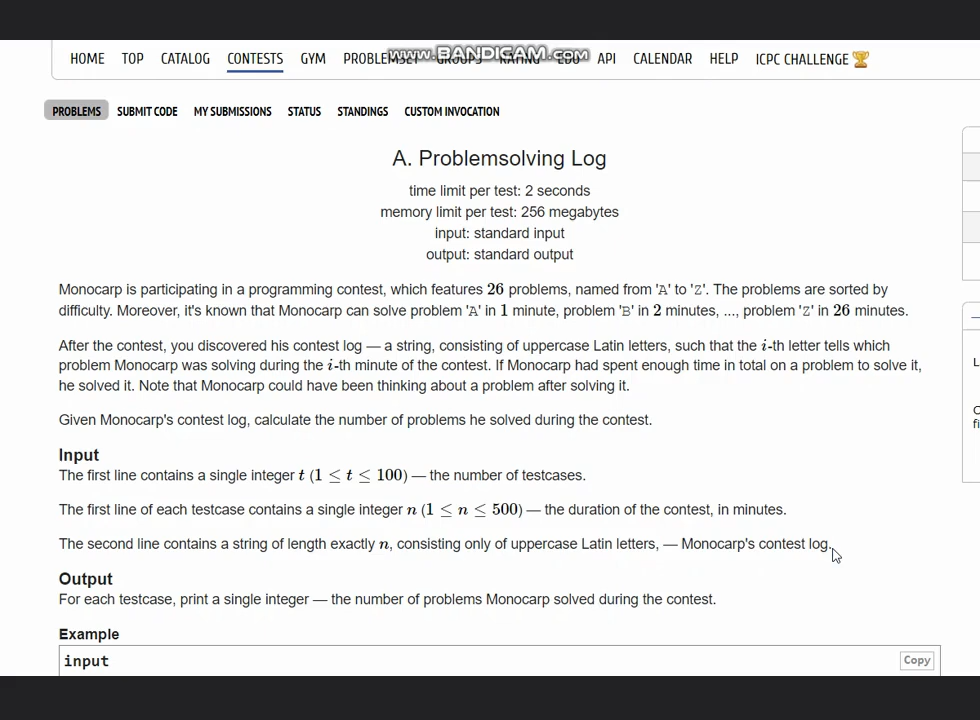 www.BANDICAM.com
HOME TOP CATALOG CONTESTS GYM PROBLEMSET GROUPS RATING EDU API CALENDAR HELP ICPC CHALLENGE 🏆
PROBLEMS SUBMIT CODE MY SUBMISSIONS STATUS STANDINGS CUSTOM INVOCATION
A. Problemsolving Log
time limit per test: 2 seconds
memory limit per test: 256 megabytes
input: standard input
output: standard output
Monocarp is participating in a programming contest, which features 26 problems, named from 'A' to 'Z'. The problems are sorted by
difficulty. Moreover, it's known that Monocarp can solve problem 'A' in 1 minute, problem 'B' in 2 minutes, ..., problem 'Z' in 26 minutes.
After the contest, you discovered his contest log — a string, consisting of uppercase Latin letters, such that the i-th letter tells which
problem Monocarp was solving during the i-th minute of the contest. If Monocarp had spent enough time in total on a problem to solve it,
he solved it. Note that Monocarp could have been thinking about a problem after solving it.
Given Monocarp's contest log, calculate the number of problems he solved during the contest.
Input
The first line contains a single integer t (1 ≤ t ≤ 100) — the number of testcases.
The first line of each testcase contains a single integer n (1 ≤ n ≤ 500) — the duration of the contest, in minutes.
The second line contains a string of length exactly n, consisting only of uppercase Latin letters, — Monocarp's contest log.
Output
For each testcase, print a single integer — the number of problems Monocarp solved during the contest.
Example
input
Copy